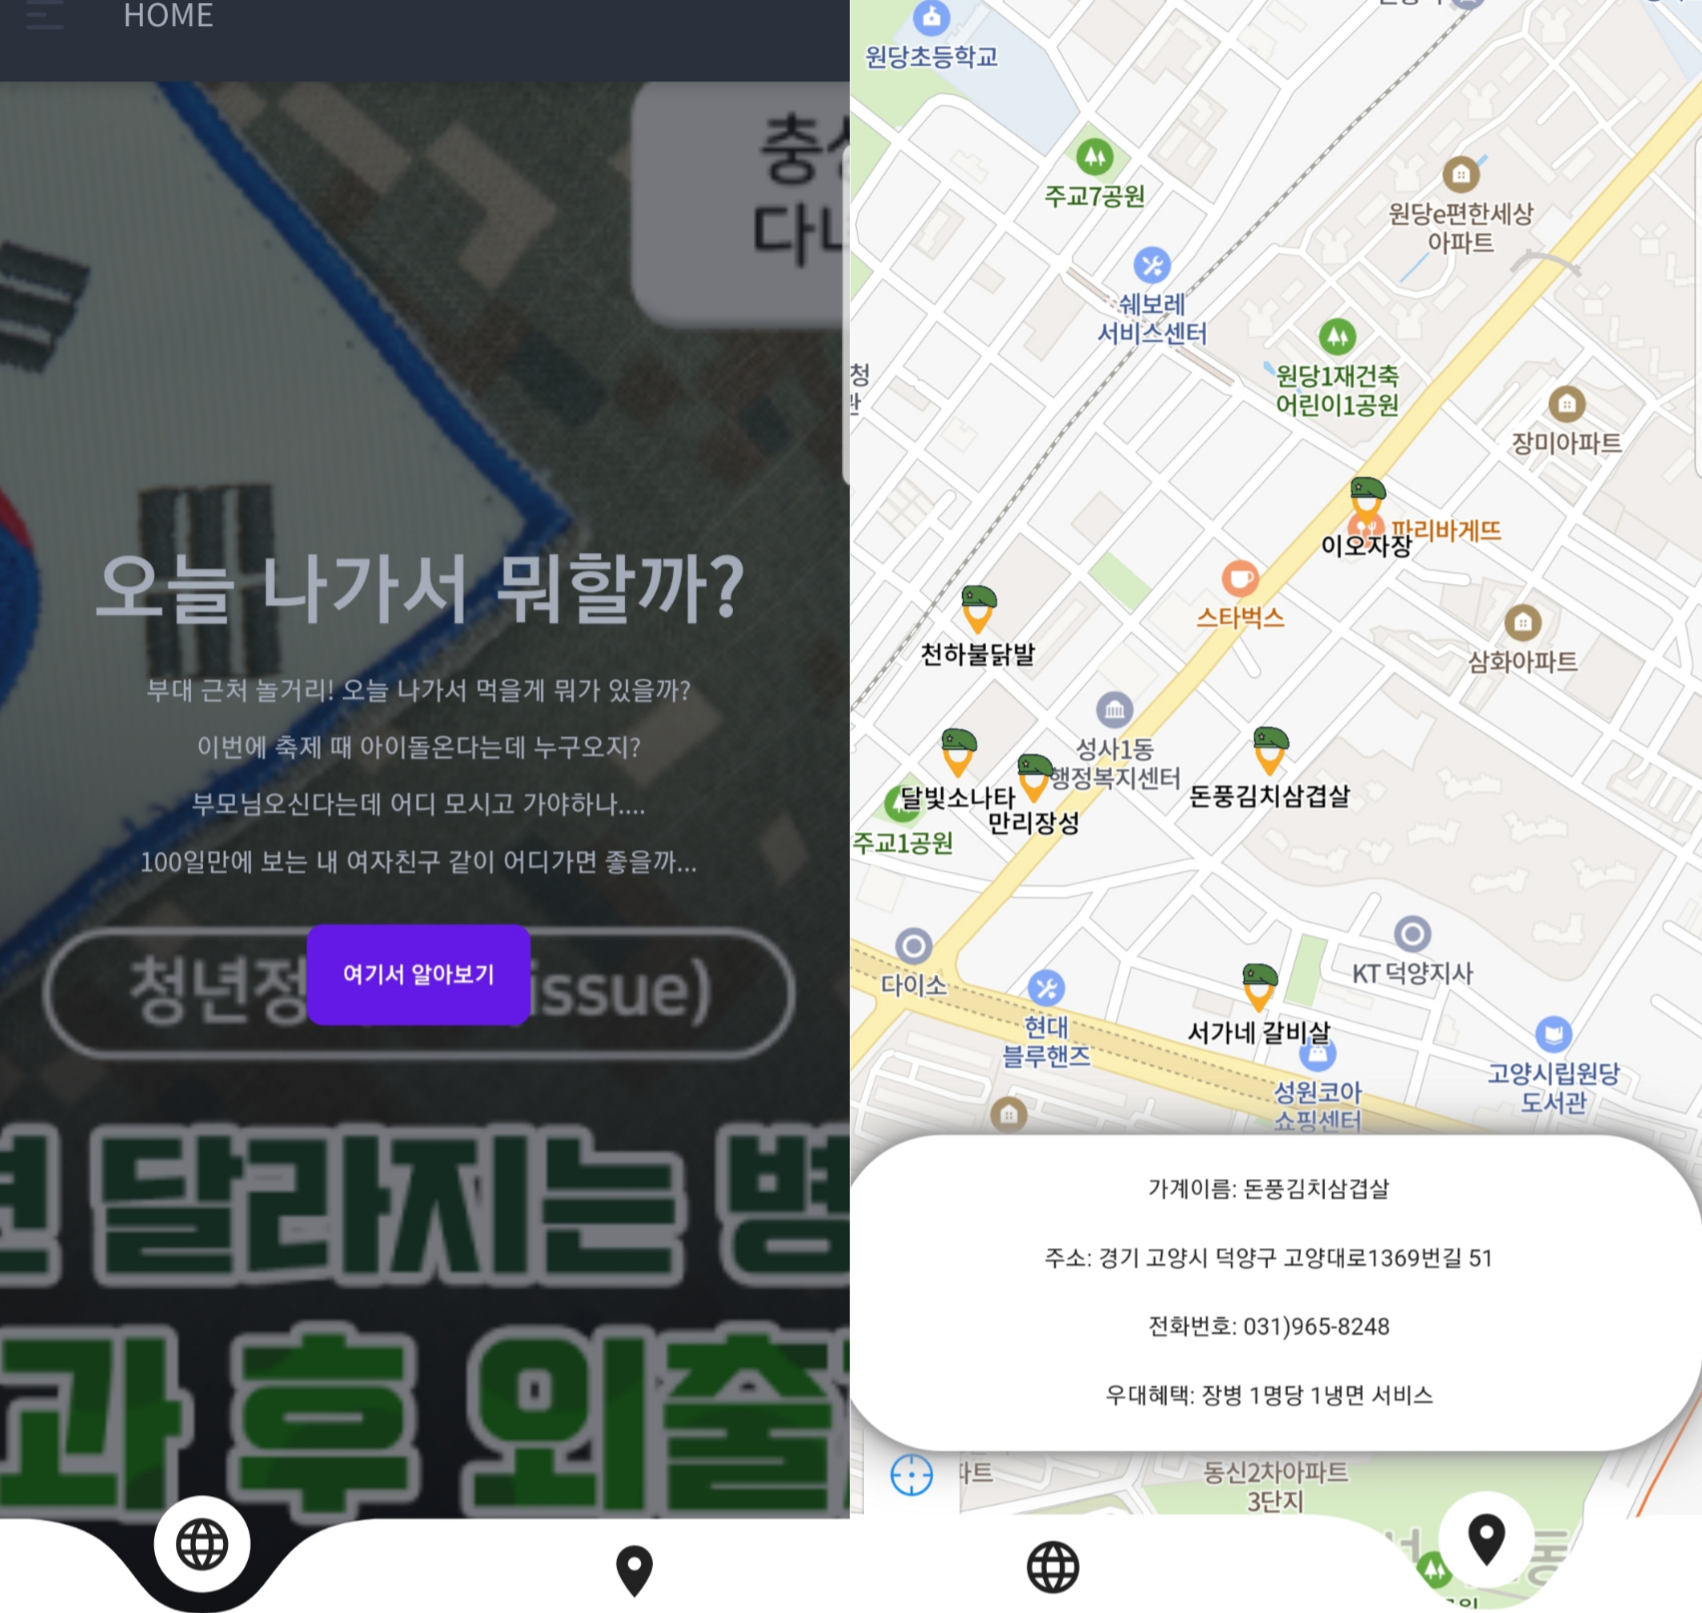 HOME
충성
다나
오늘 나가서 뭐할까?
부대 근처 놀거리! 오늘 나가서 먹을게 뭐가 있을까?
이번에 축제 때 아이돌온다는데 누구오지?
부모님오신다는데 어디 모시고 가야하나....
100일만에 보는 내 여자친구 같이 어디가면 좋을까...
여기서 알아보기
청년정
issue)
달라지는 병
과 후 외출
원당초등학교
주교7공원
원당e편한세상
아파트
쉐보레
서비스센터
청
관
원당1재건축
어린이1공원
장미아파트
파리바게뜨
이오자장
스타벅스
천하불닭발
삼화아파트
성사1동
행정복지센터
달빛소나타
만리장성
돈풍김치삼겹살
주교1공원
다이소
KT 덕양지사
현대
블루핸즈
서가네 갈비살
성원코아
쇼핑센터
고양시립원당
도서관
가계이름: 돈풍김치삼겹살
주소: 경기 고양시 덕양구 고양대로1369번길 51
전화번호: 031)965-8248
우대혜택: 장병 1명당 1냉면 서비스
파트
동신2차아파트
3단지
동